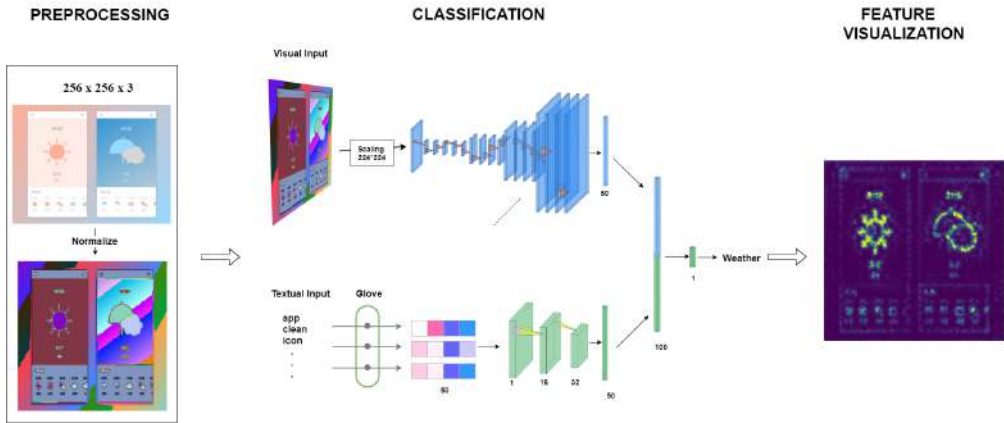 PREPROCESSING
CLASSIFICATION
FEATURE
VISUALIZATION
256 x 256 x 3
Normalize
Visual Input
Scaling
224*224
50
Textual Input
Glove
app
clean
icon
50
1
16
32
50
100
1
Weather